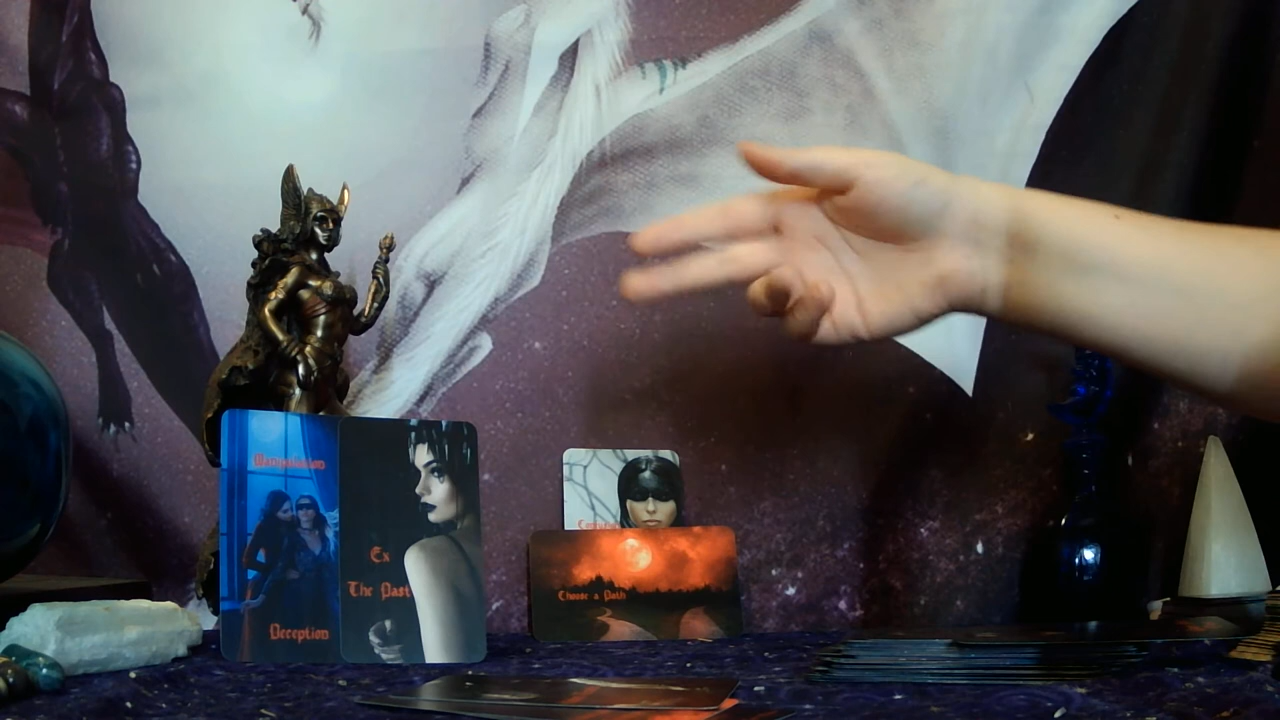 Manipulation
Deception
Ex
The Past
Choose a Path